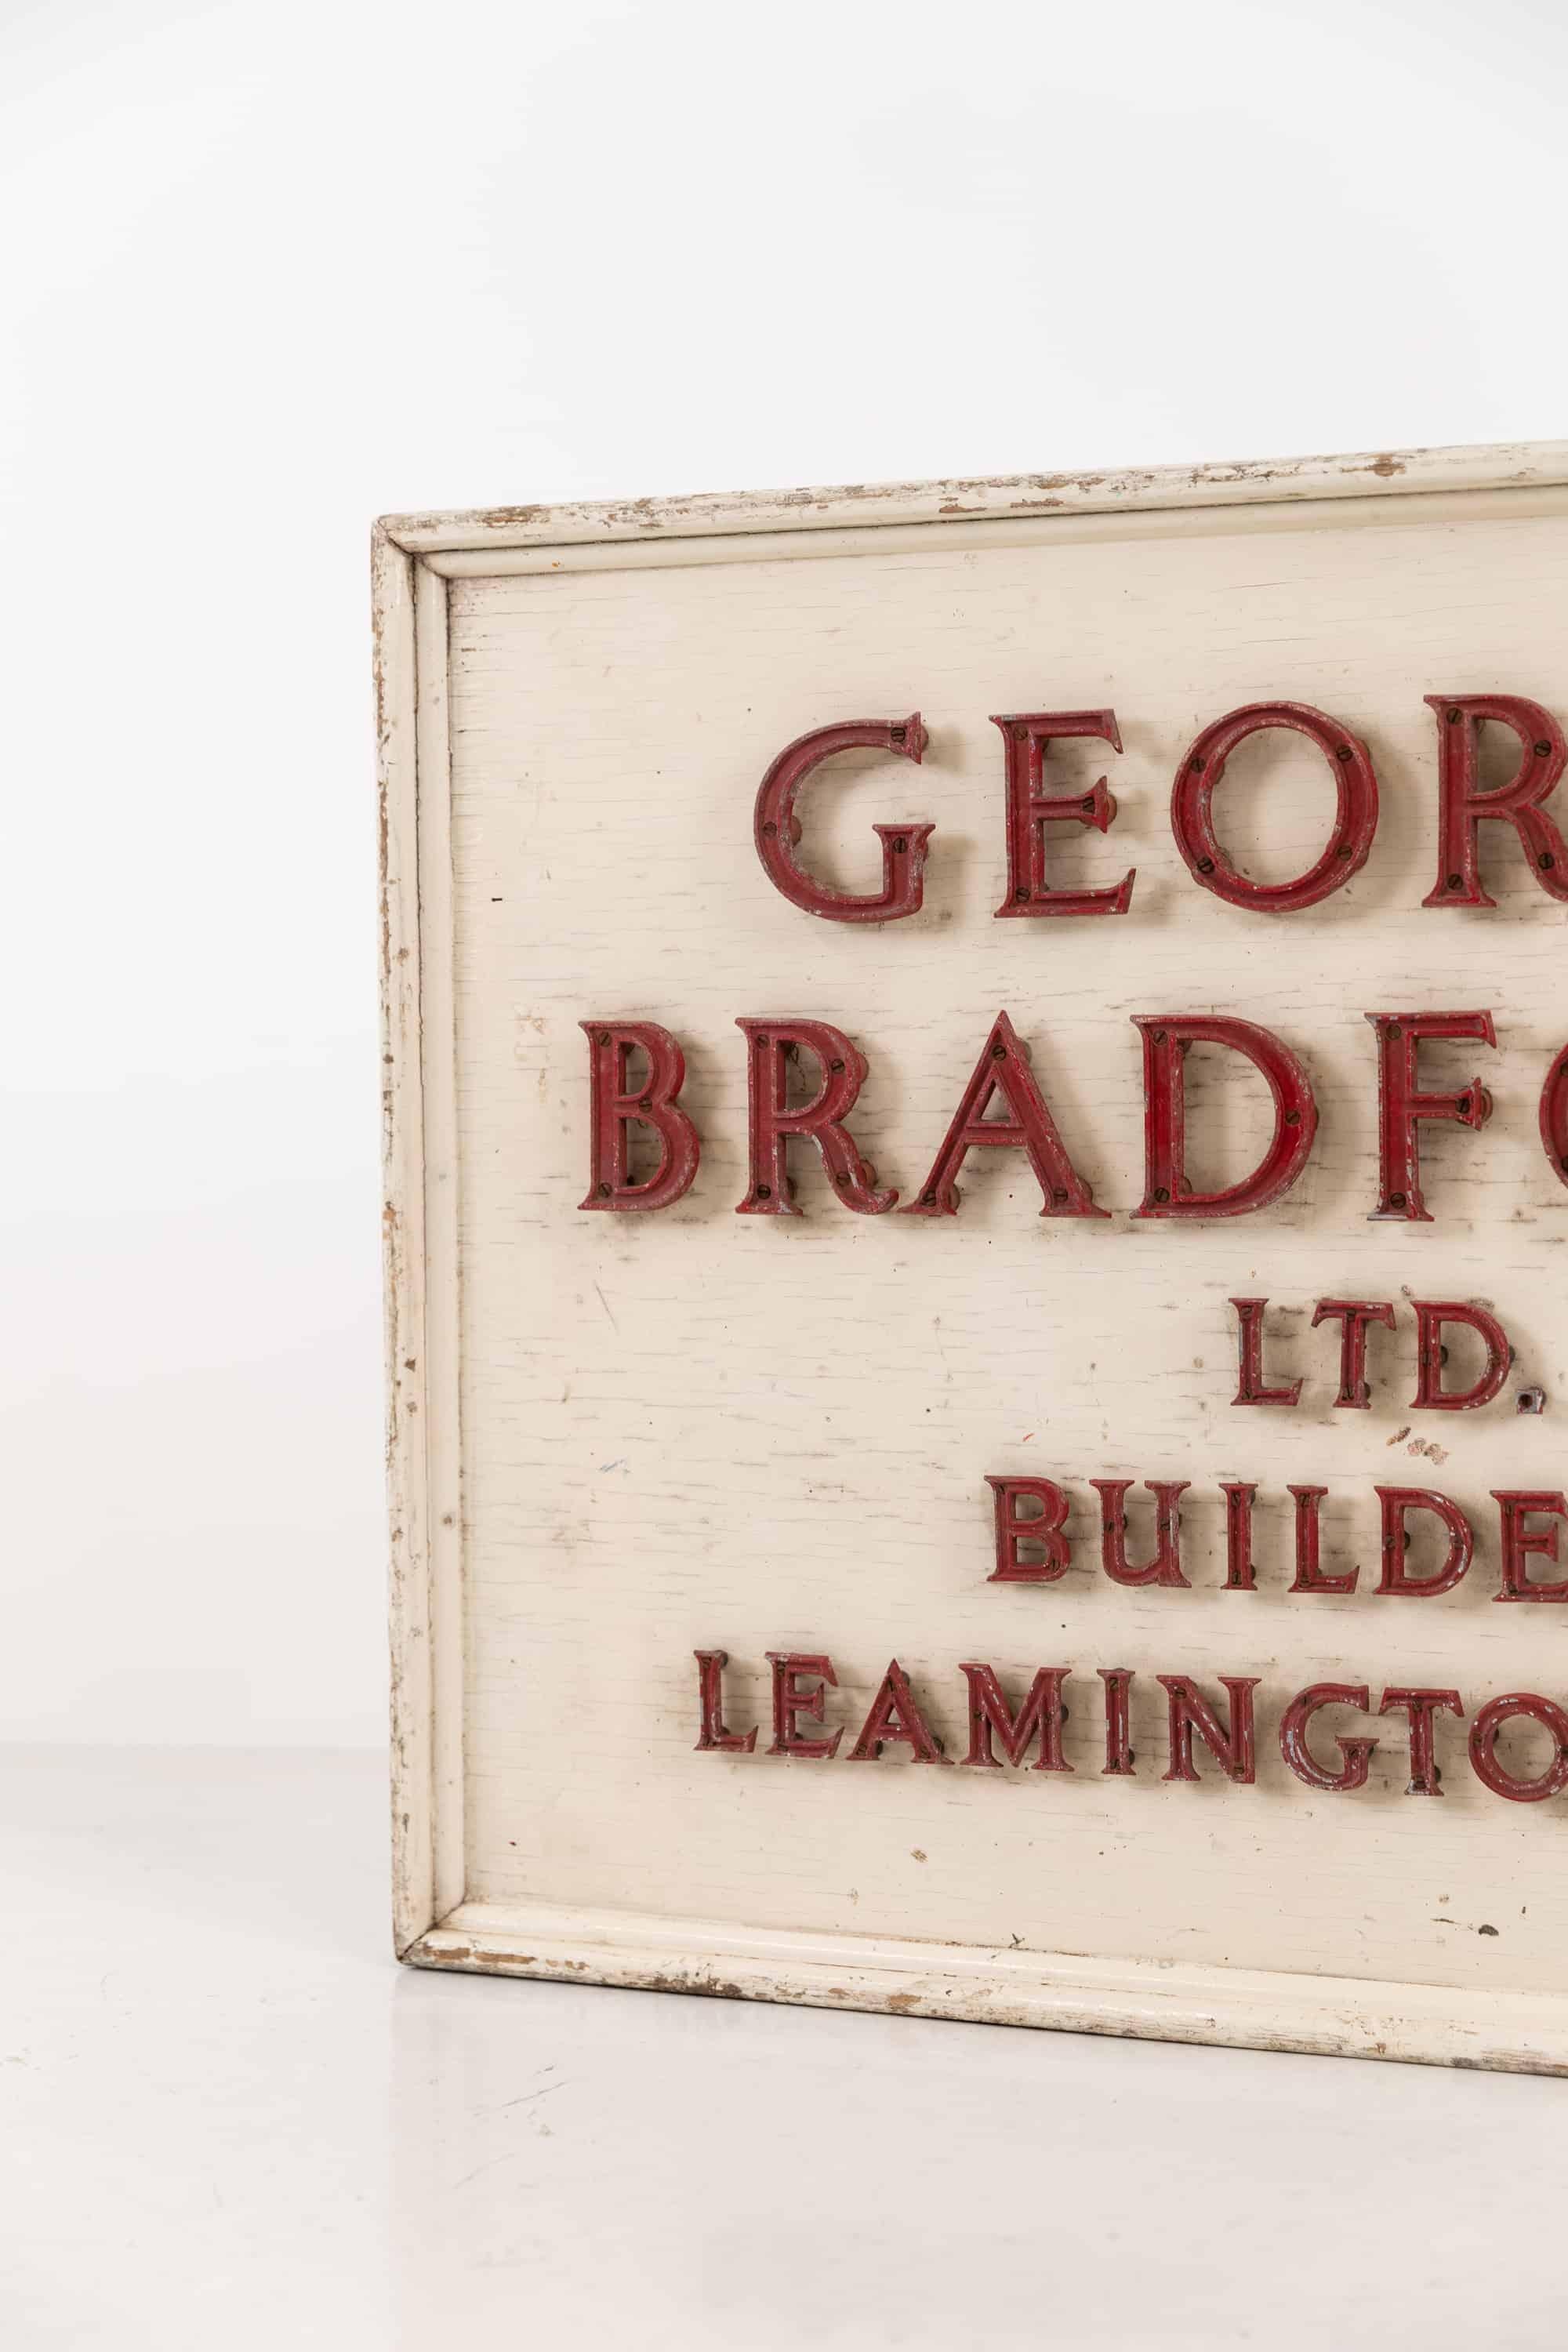 GEOR
BRADFO
LTD.
BUILDE
LEAMINGTO